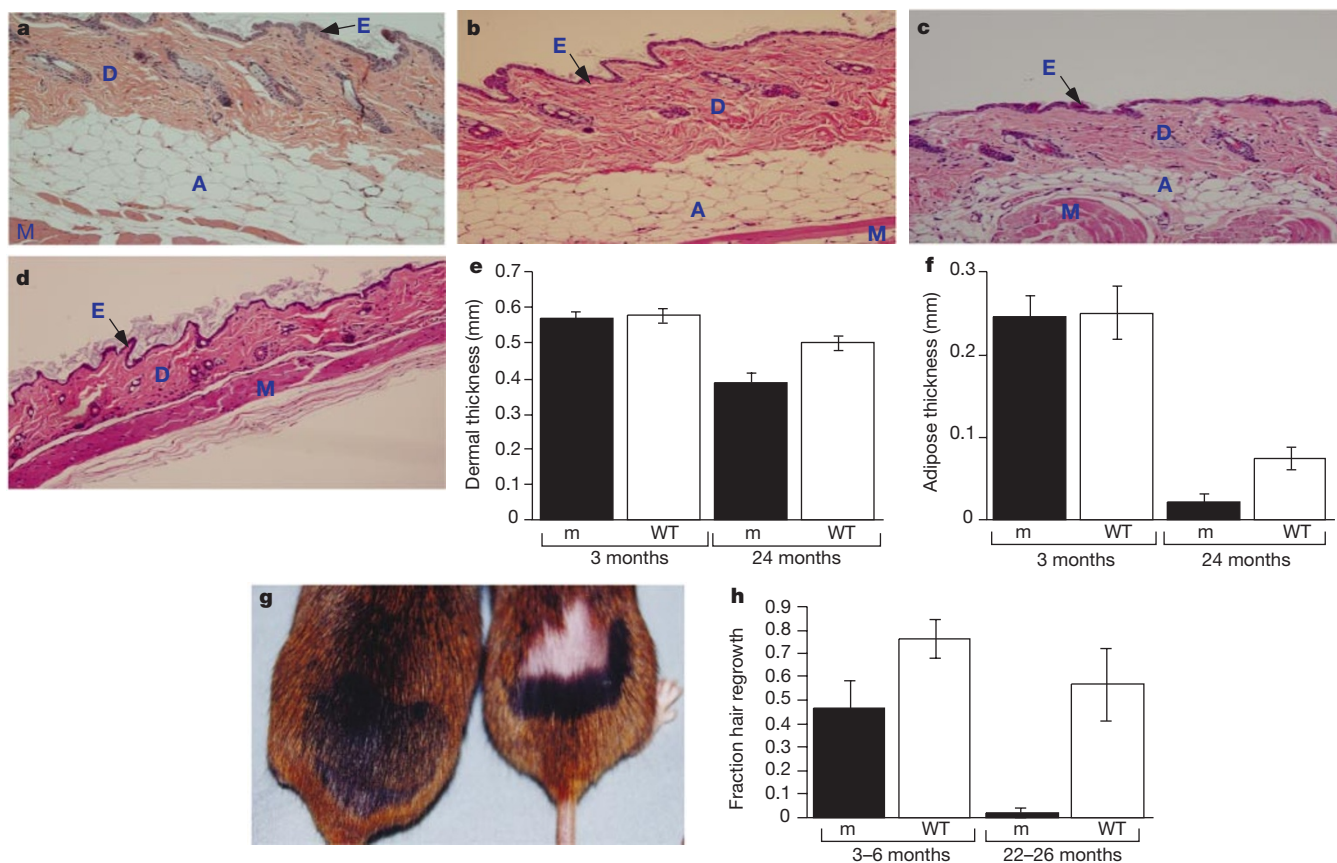 a
E
D
A
M
b
E
D
A
M
c
E
D
A
M
d
E
D
M
e
Dermal thickness (mm)
0.7
0.6
0.5
0.4
0.3
0.2
0.1
0
m WT m WT
3 months 24 months
f
Adipose thickness (mm)
0.3
0.2
0.1
0
m WT m WT
3 months 24 months
g
h
Fraction hair regrowth
0.9
0.8
0.7
0.6
0.5
0.4
0.3
0.2
0.1
0
m WT m WT
3–6 months 22–26 months